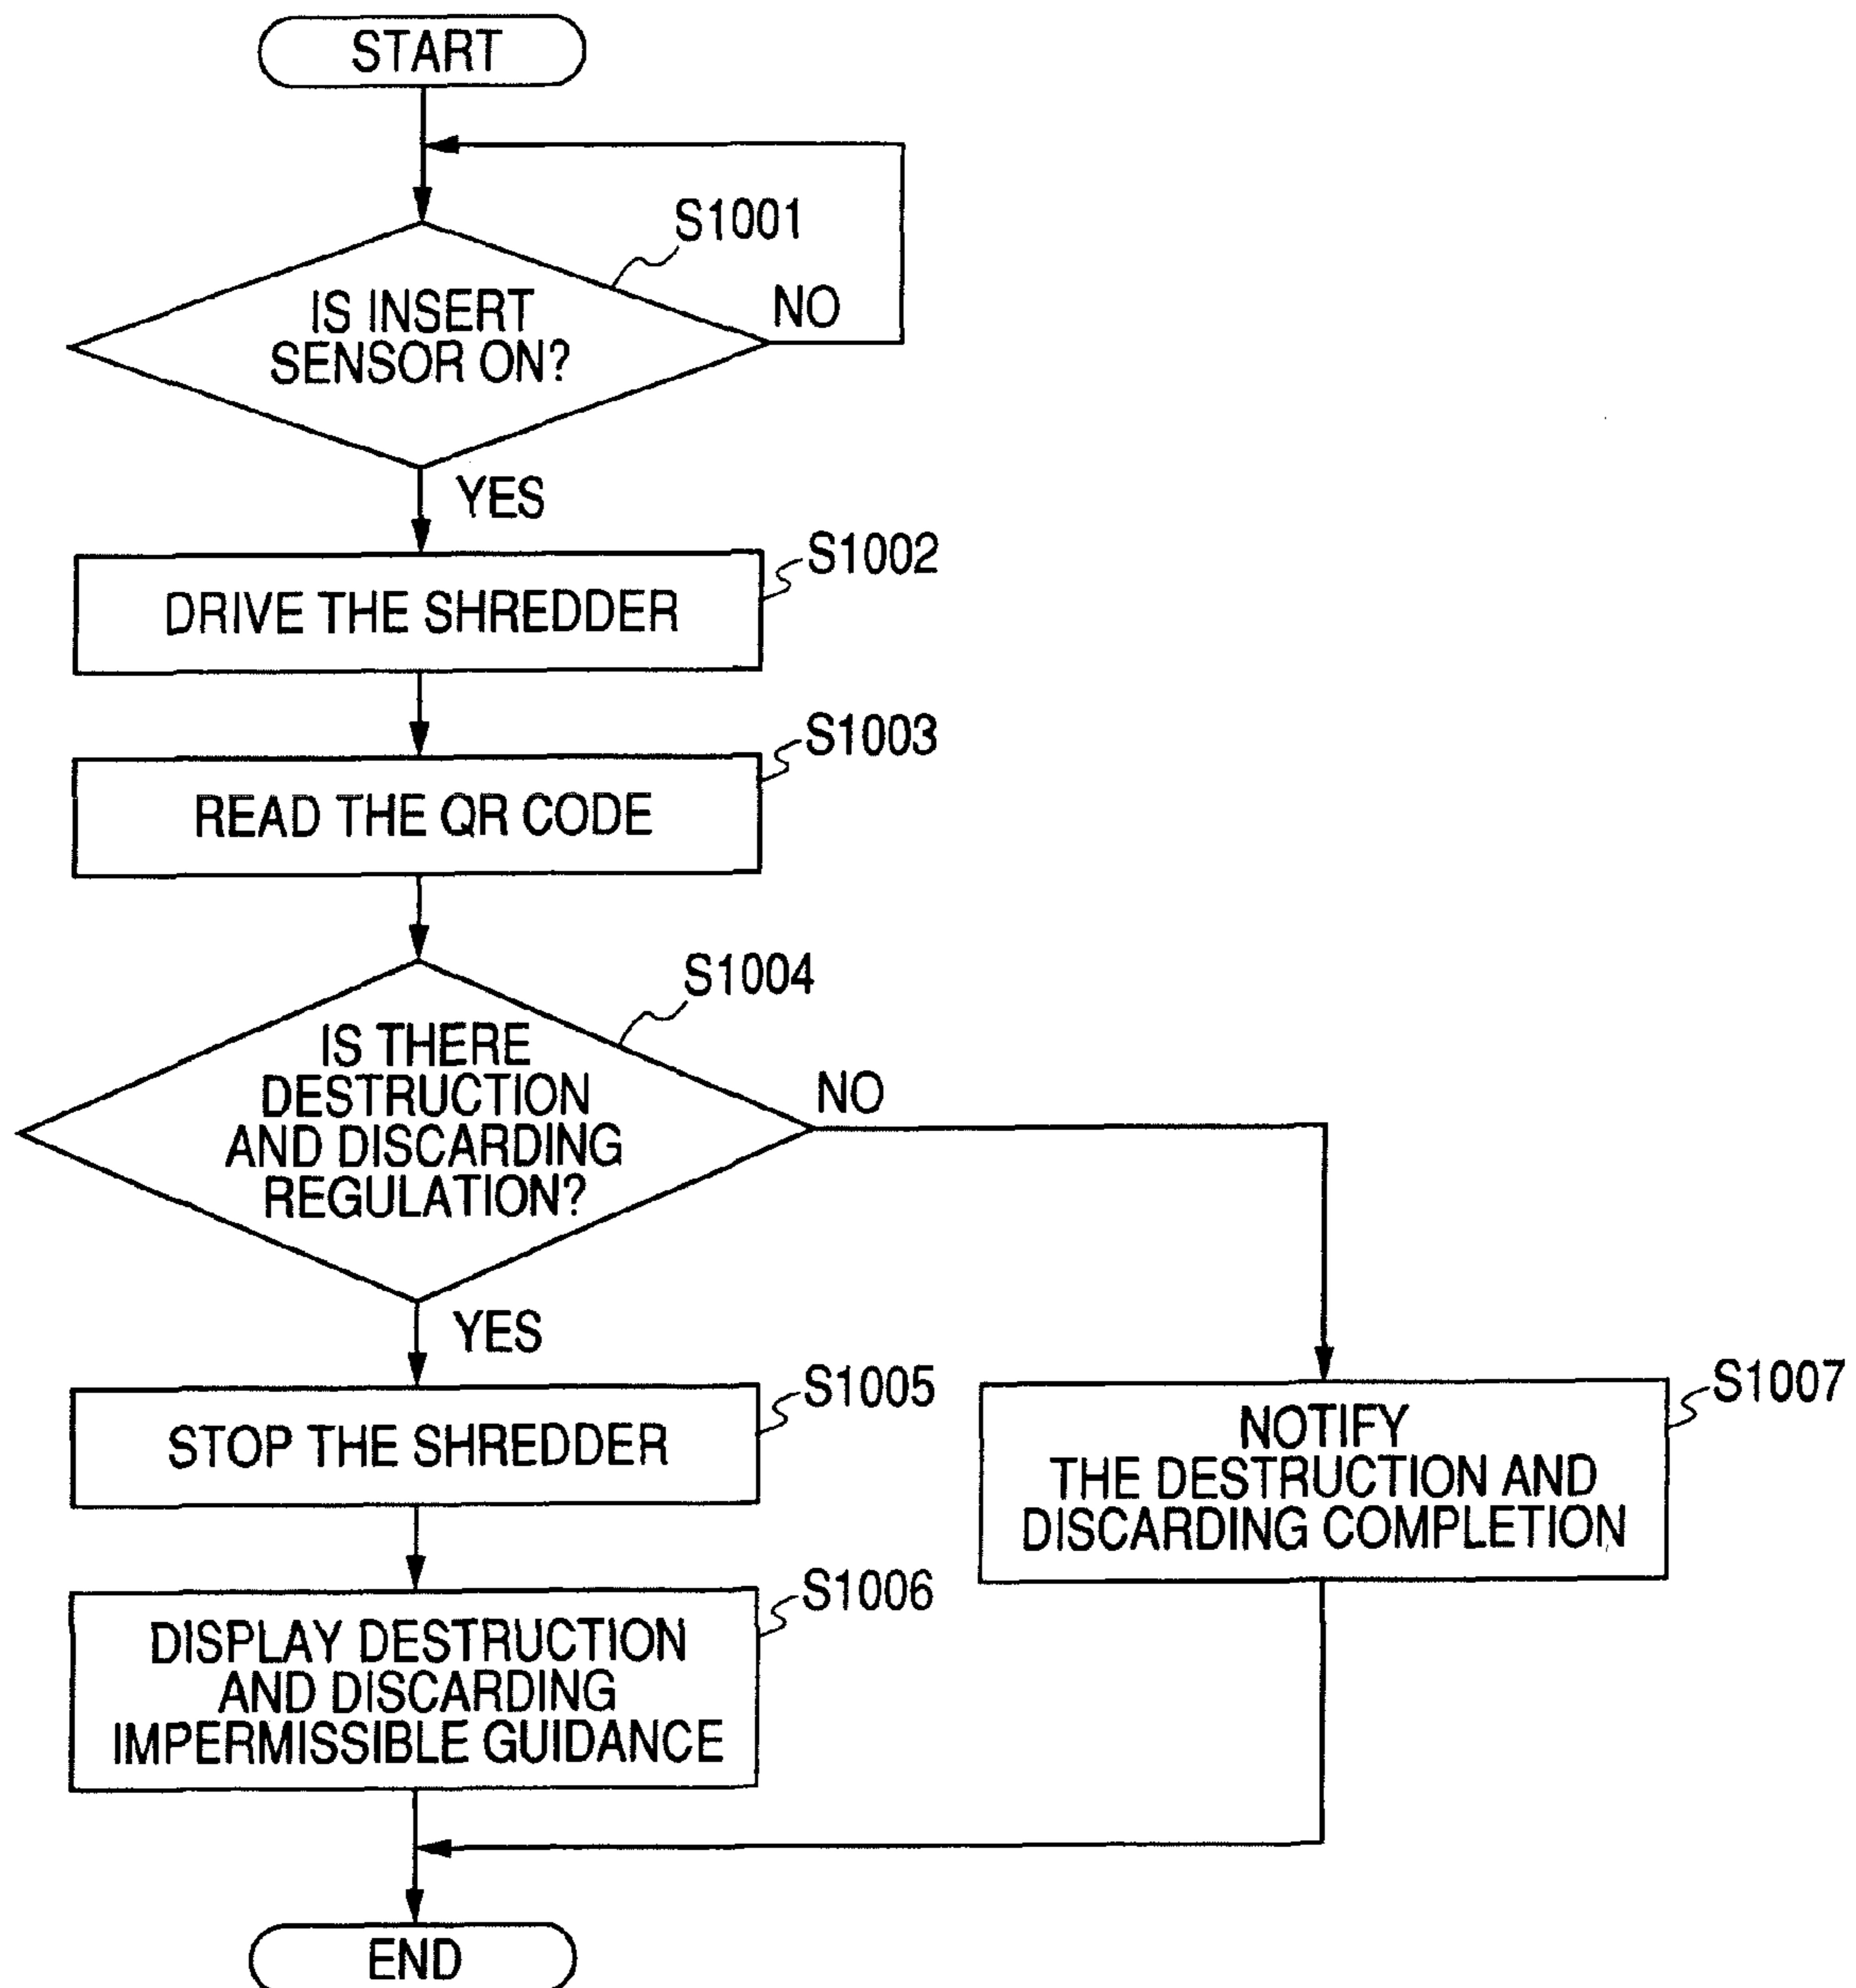 START
S1001
IS INSERT
SENSOR ON?
NO
YES
S1002
DRIVE THE SHREDDER
S1003
READ THE QR CODE
S1004
IS THERE
DESTRUCTION
AND DISCARDING
REGULATION?
NO
YES
S1005
STOP THE SHREDDER
S1007
NOTIFY
THE DESTRUCTION AND
DISCARDING COMPLETION
S1006
DISPLAY DESTRUCTION
AND DISCARDING
IMPERMISSIBLE GUIDANCE
END